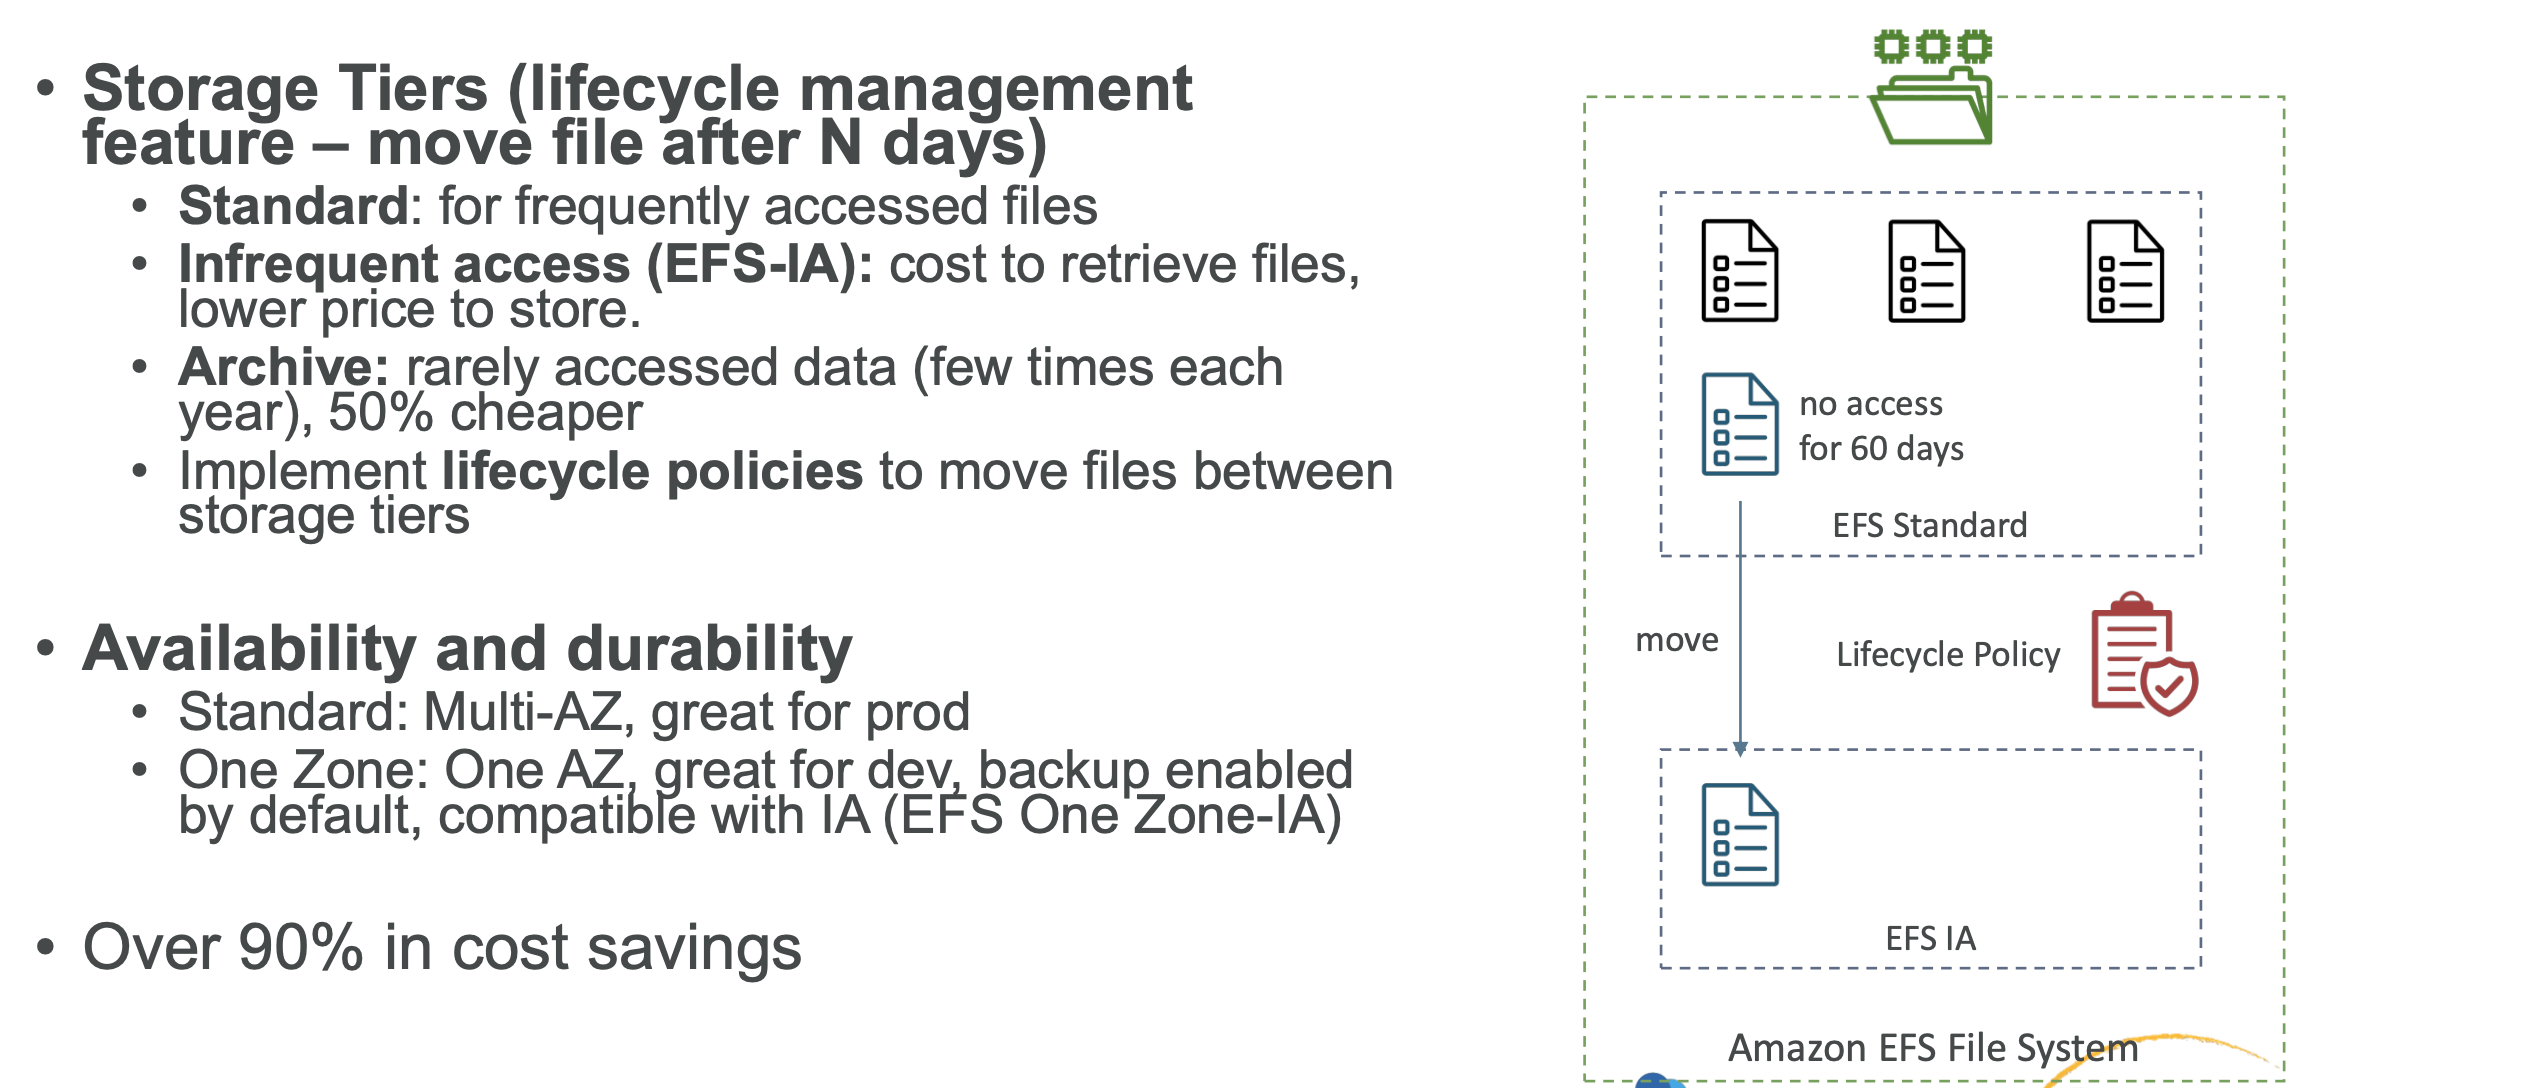 • Storage Tiers (lifecycle management
feature – move file after N days)
• Standard: for frequently accessed files
• Infrequent access (EFS-IA): cost to retrieve files,
lower price to store.
• Archive: rarely accessed data (few times each
year), 50% cheaper
• Implement lifecycle policies to move files between
storage tiers
• Availability and durability
• Standard: Multi-AZ, great for prod
• One Zone: One AZ, great for dev, backup enabled
by default, compatible with IA (EFS One Zone-IA)
• Over 90% in cost savings
no access
for 60 days
EFS Standard
move
Lifecycle Policy
EFS IA
Amazon EFS File System